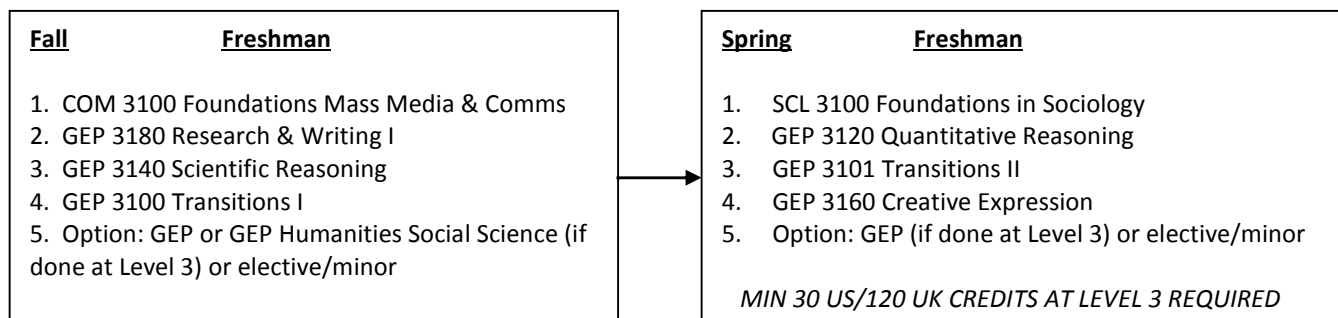 Fall Freshman
1. COM 3100 Foundations Mass Media & Comms
2. GEP 3180 Research & Writing I
3. GEP 3140 Scientific Reasoning
4. GEP 3100 Transitions I
5. Option: GEP or GEP Humanities Social Science (if
done at Level 3) or elective/minor
Spring Freshman
1. SCL 3100 Foundations in Sociology
2. GEP 3120 Quantitative Reasoning
3. GEP 3101 Transitions II
4. GEP 3160 Creative Expression
5. Option: GEP (if done at Level 3) or elective/minor
MIN 30 US/120 UK CREDITS AT LEVEL 3 REQUIRED